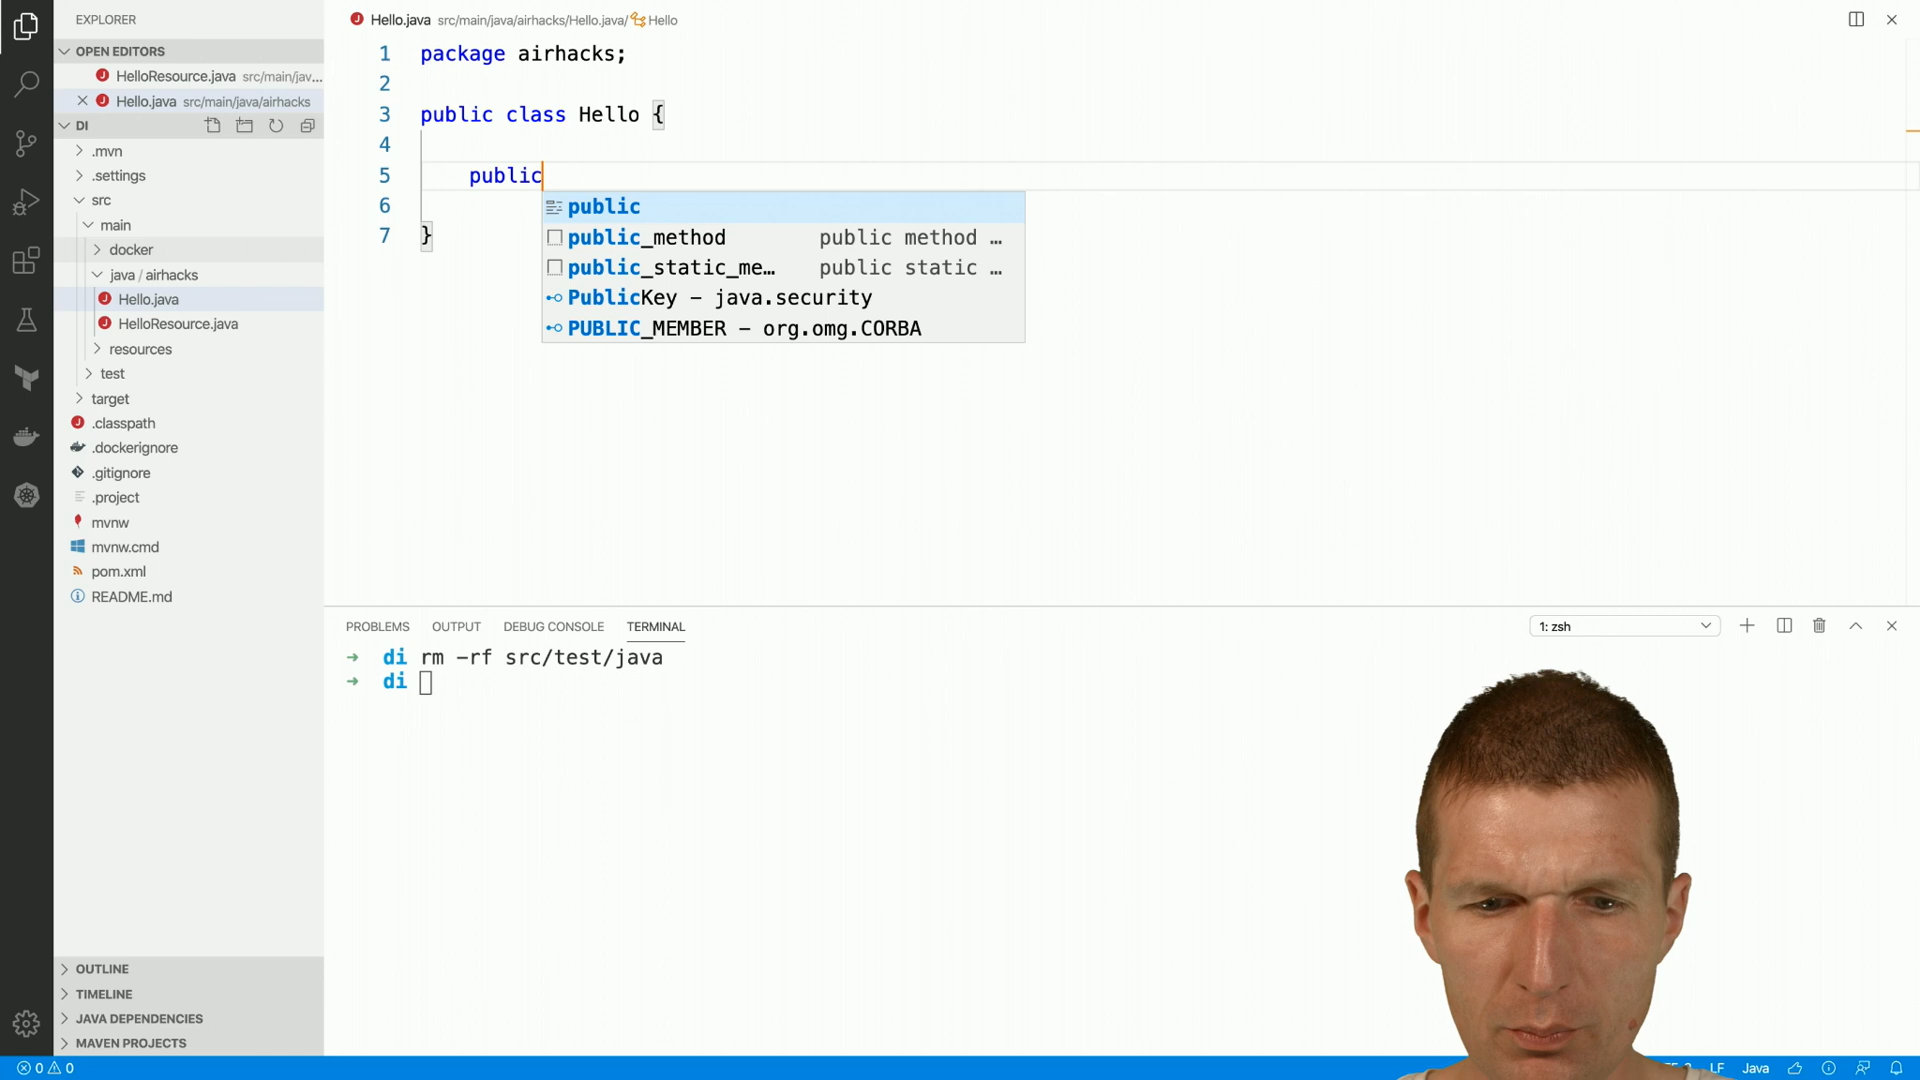 EXPLORER
OPEN EDITORS
HelloResource.java src/main/jav...
Hello.java src/main/java/airhacks
DI
.mvn
.settings
src
main
docker
java / airhacks
Hello.java
HelloResource.java
resources
test
target
.classpath
.dockerignore
.gitignore
.project
mvnw
mvnw.cmd
pom.xml
README.md
OUTLINE
TIMELINE
JAVA DEPENDENCIES
MAVEN PROJECTS
Hello.java src/main/java/airhacks/Hello.java/ Hello
1 package airhacks;
2
3 public class Hello {
4
5 public
6
7 }
public
public_method public method …
public_static_me… public static …
PublicKey – java.security
PUBLIC_MEMBER – org.omg.CORBA
PROBLEMS OUTPUT DEBUG CONSOLE TERMINAL
1: zsh
→ di rm -rf src/test/java
→ di
0 0
LF Java